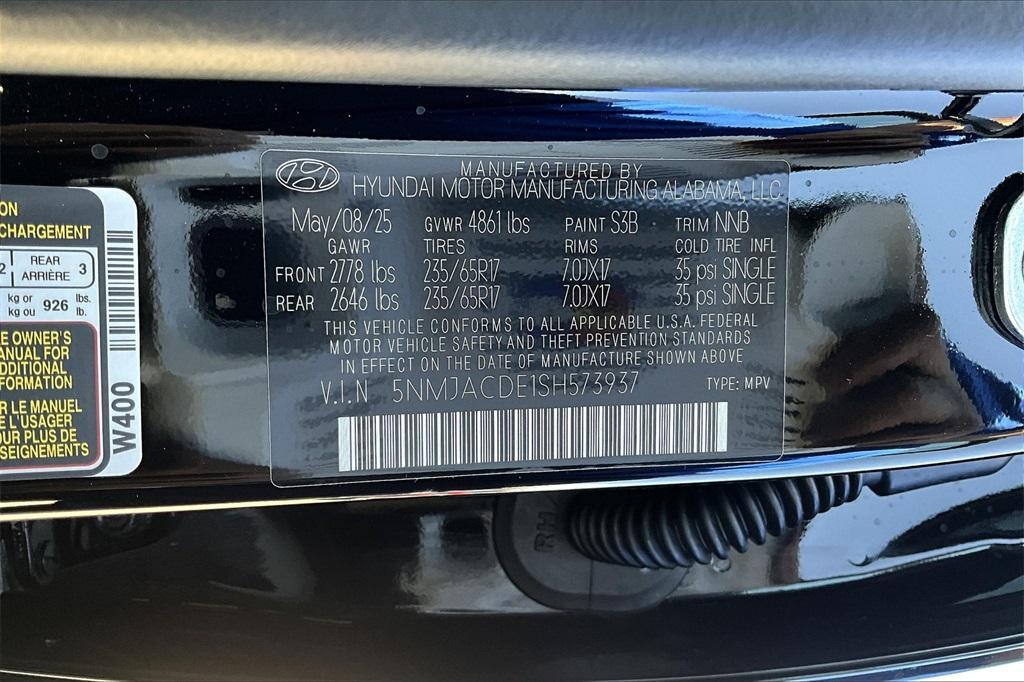 MANUFACTURED BY
HYUNDAI MOTOR MANUFACTURING ALABAMA, LLC
May/08/25 GVWR 4861 lbs PAINT S3B TRIM NNB
GAWR TIRES RIMS COLD TIRE INFL
FRONT 2778 lbs 235/65R17 7.0JX17 35 psi SINGLE
REAR 2646 lbs 235/65R17 7.0JX17 35 psi SINGLE
THIS VEHICLE CONFORMS TO ALL APPLICABLE U.S.A. FEDERAL
MOTOR VEHICLE SAFETY AND THEFT PREVENTION STANDARDS
IN EFFECT ON THE DATE OF MANUFACTURE SHOWN ABOVE
V.I.N 5NMJACDE1SH573937 TYPE: MPV
ON
CHARGEMENT
2 REAR ARRIÈRE 3
kg or 926 lbs.
kg ou lb.
E OWNER'S
ANUAL FOR
DDITIONAL
FORMATION
R LE MANUEL
E L'USAGER
OUR PLUS DE
SEIGNEMENTS
W400
RH